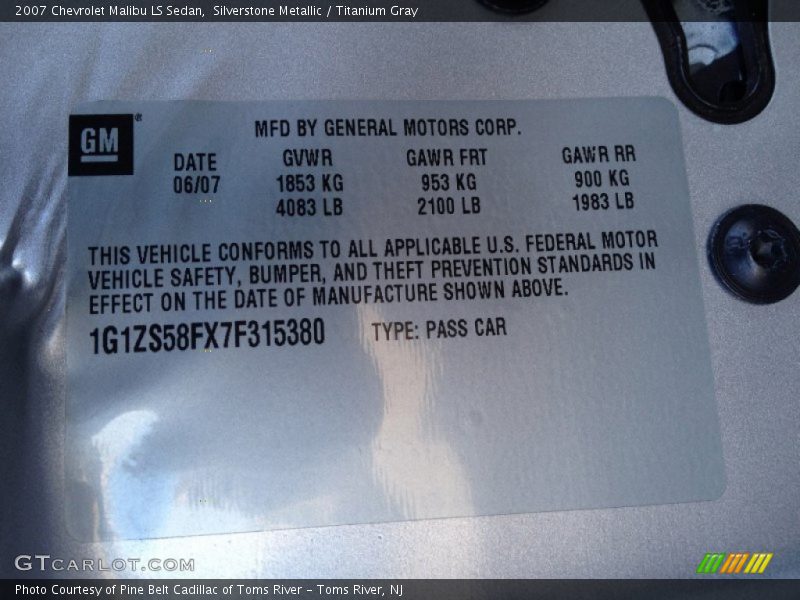 2007 Chevrolet Malibu LS Sedan, Silverstone Metallic / Titanium Gray
GM ®
MFD BY GENERAL MOTORS CORP.
DATE GVWR GAWR FRT GAWR RR
06/07 1853 KG 953 KG 900 KG
4083 LB 2100 LB 1983 LB
THIS VEHICLE CONFORMS TO ALL APPLICABLE U.S. FEDERAL MOTOR
VEHICLE SAFETY, BUMPER, AND THEFT PREVENTION STANDARDS IN
EFFECT ON THE DATE OF MANUFACTURE SHOWN ABOVE.
1G1ZS58FX7F315380 TYPE: PASS CAR
GTCARLOT.COM
Photo Courtesy of Pine Belt Cadillac of Toms River – Toms River, NJ